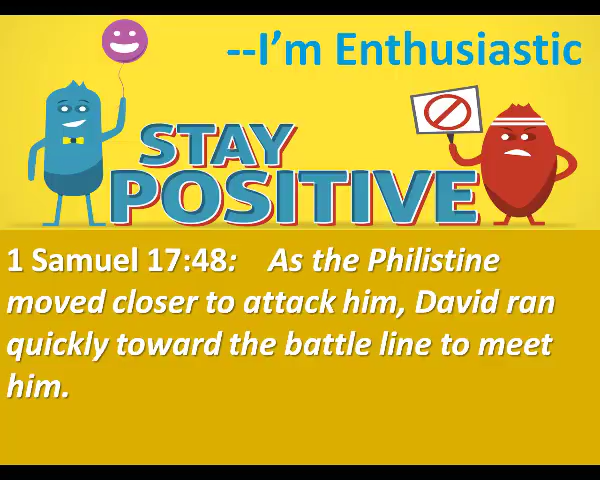 --I’m Enthusiastic
STAY
POSITIVE
1 Samuel 17:48:    As the Philistine
moved closer to attack him, David ran
quickly toward the battle line to meet
him.